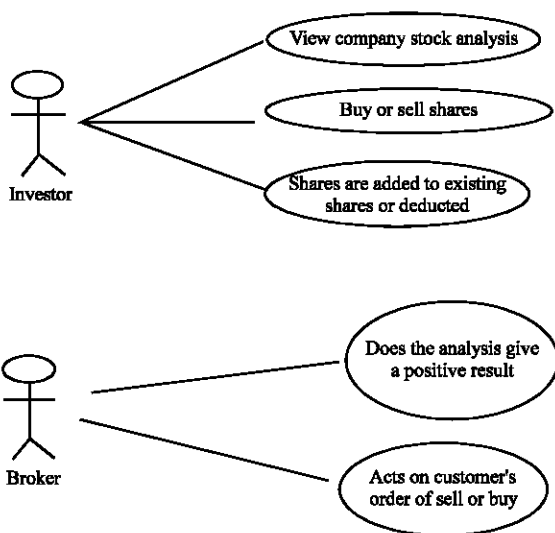 View company stock analysis
Buy or sell shares
Investor
Shares are added to existing
shares or deducted
Does the analysis give
a positive result
Broker
Acts on customer's
order of sell or buy